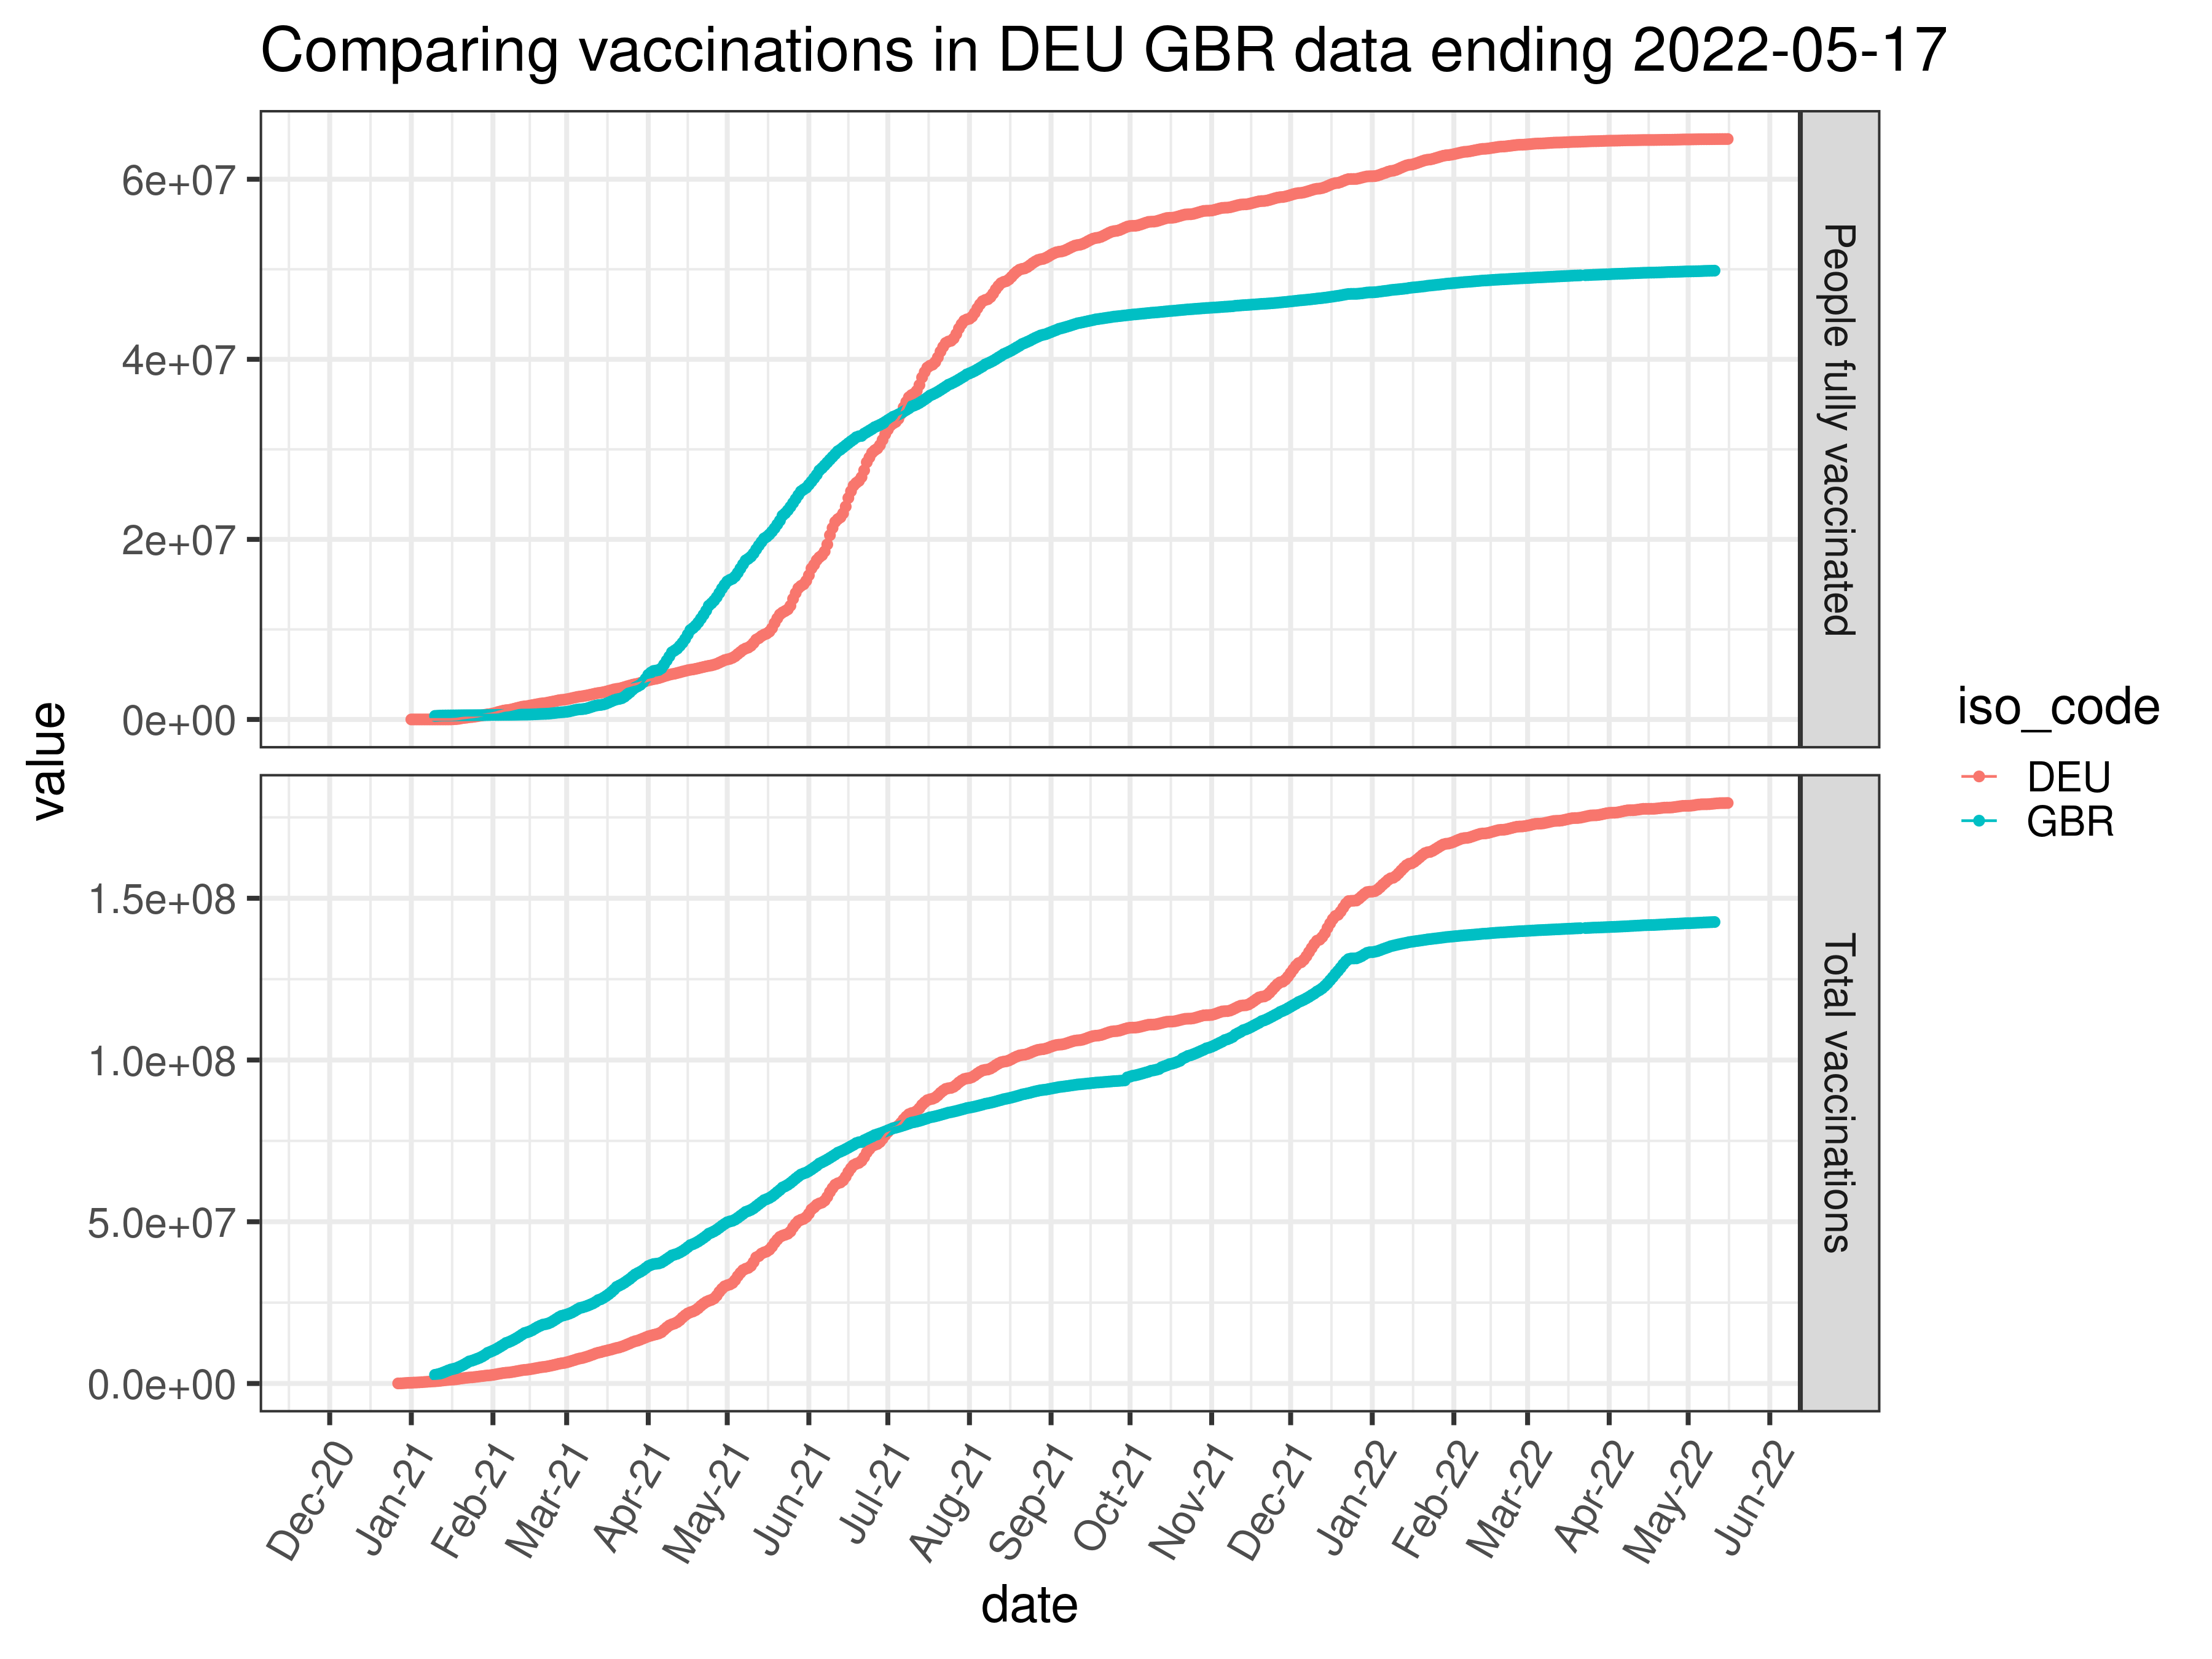 Comparing vaccinations in DEU GBR data ending 2022-05-17
value
6e+07
4e+07
2e+07
0e+00
People fully vaccinated
1.5e+08
1.0e+08
5.0e+07
0.0e+00
Total vaccinations
Dec-20
Jan-21
Feb-21
Mar-21
Apr-21
May-21
Jun-21
Jul-21
Aug-21
Sep-21
Oct-21
Nov-21
Dec-21
Jan-22
Feb-22
Mar-22
Apr-22
May-22
Jun-22
date
iso_code
DEU
GBR